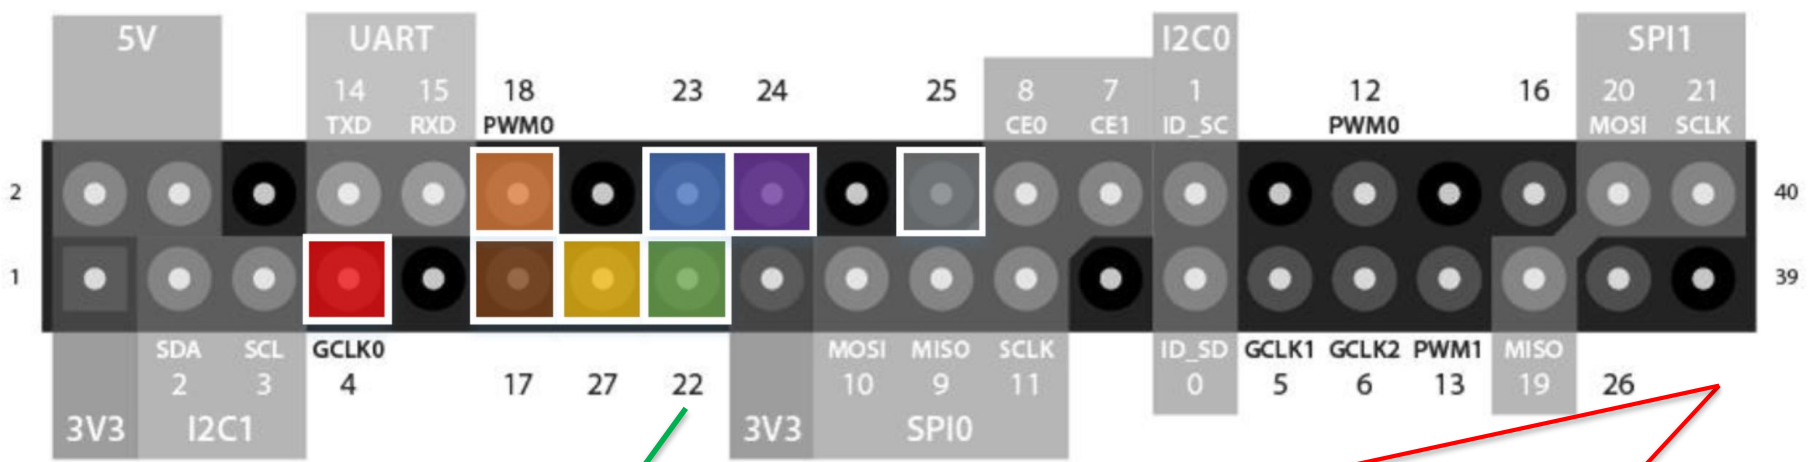 5V UART I2C0 SPI1
14 15 18 23 24 25 8 7 1 12 16 20 21
TXD RXD PWM0 CE0 CE1 ID_SC PWM0 MOSI SCLK
2 40
1 39
SDA SCL GCLK0 MOSI MISO SCLK ID_SD GCLK1 GCLK2 PWM1 MISO
2 3 4 17 27 22 10 9 11 0 5 6 13 19 26
3V3 I2C1 3V3 SPI0